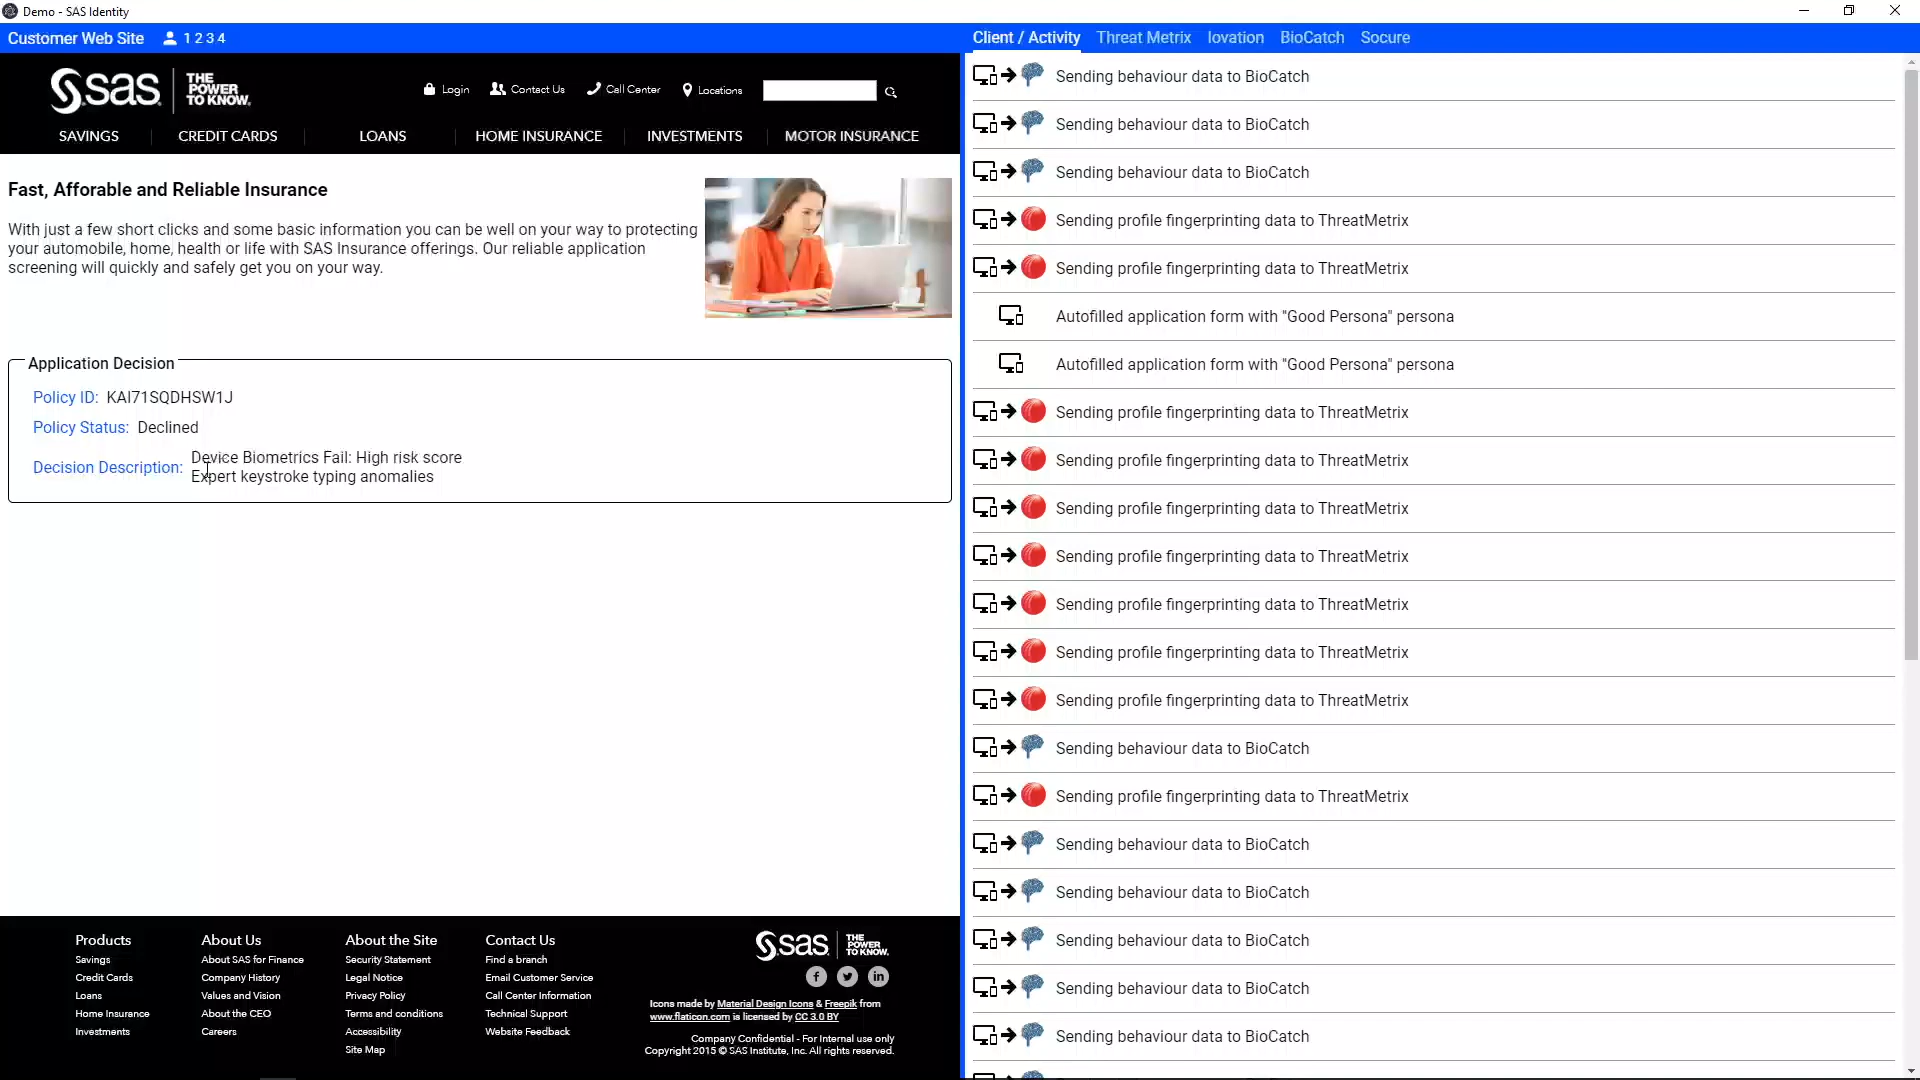 Demo - SAS Identity
Customer Web Site 1 2 3 4
sas THE POWER TO KNOW.
Login Contact Us Call Center Locations
SAVINGS CREDIT CARDS LOANS HOME INSURANCE INVESTMENTS MOTOR INSURANCE
Fast, Afforable and Reliable Insurance
With just a few short clicks and some basic information you can be well on your way to protecting
your automobile, home, health or life with SAS Insurance offerings. Our reliable application
screening will quickly and safely get you on your way.
Application Decision
Policy ID: KAI71SQDHSW1J
Policy Status: Declined
Decision Description: Device Biometrics Fail: High risk score
Expert keystroke typing anomalies
Products
Savings
Credit Cards
Loans
Home Insurance
Investments
About Us
About SAS for Finance
Company History
Values and Vision
About the CEO
Careers
About the Site
Security Statement
Legal Notice
Privacy Policy
Terms and conditions
Accessibility
Site Map
Contact Us
Find a branch
Email Customer Service
Call Center Information
Technical Support
Website Feedback
sas THE POWER TO KNOW.
Icons made by Material Design Icons & Freepik from
www.flaticon.com is licensed by CC 3.0 BY
Company Confidential - For Internal use only
Copyright 2015 © SAS Institute, Inc. All rights reserved.
Client / Activity Threat Metrix Iovation BioCatch Socure
Sending behaviour data to BioCatch
Sending behaviour data to BioCatch
Sending behaviour data to BioCatch
Sending profile fingerprinting data to ThreatMetrix
Sending profile fingerprinting data to ThreatMetrix
Autofilled application form with "Good Persona" persona
Autofilled application form with "Good Persona" persona
Sending profile fingerprinting data to ThreatMetrix
Sending profile fingerprinting data to ThreatMetrix
Sending profile fingerprinting data to ThreatMetrix
Sending profile fingerprinting data to ThreatMetrix
Sending profile fingerprinting data to ThreatMetrix
Sending profile fingerprinting data to ThreatMetrix
Sending profile fingerprinting data to ThreatMetrix
Sending behaviour data to BioCatch
Sending profile fingerprinting data to ThreatMetrix
Sending behaviour data to BioCatch
Sending behaviour data to BioCatch
Sending behaviour data to BioCatch
Sending behaviour data to BioCatch
Sending behaviour data to BioCatch